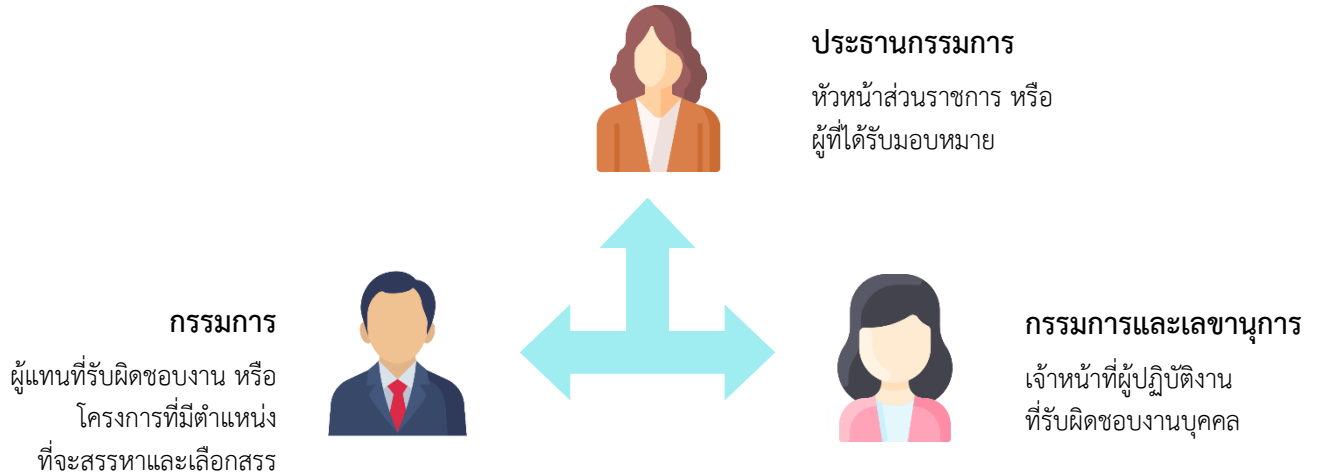 ประธานกรรมการ
หัวหน้าส่วนราชการ หรือ
ผู้ที่ได้รับมอบหมาย
กรรมการ
ผู้แทนที่รับผิดชอบงาน หรือ
โครงการที่มีตำแหน่ง
ที่จะสรรหาและเลือกสรร
กรรมการและเลขานุการ
เจ้าหน้าที่ผู้ปฏิบัติงาน
ที่รับผิดชอบงานบุคคล